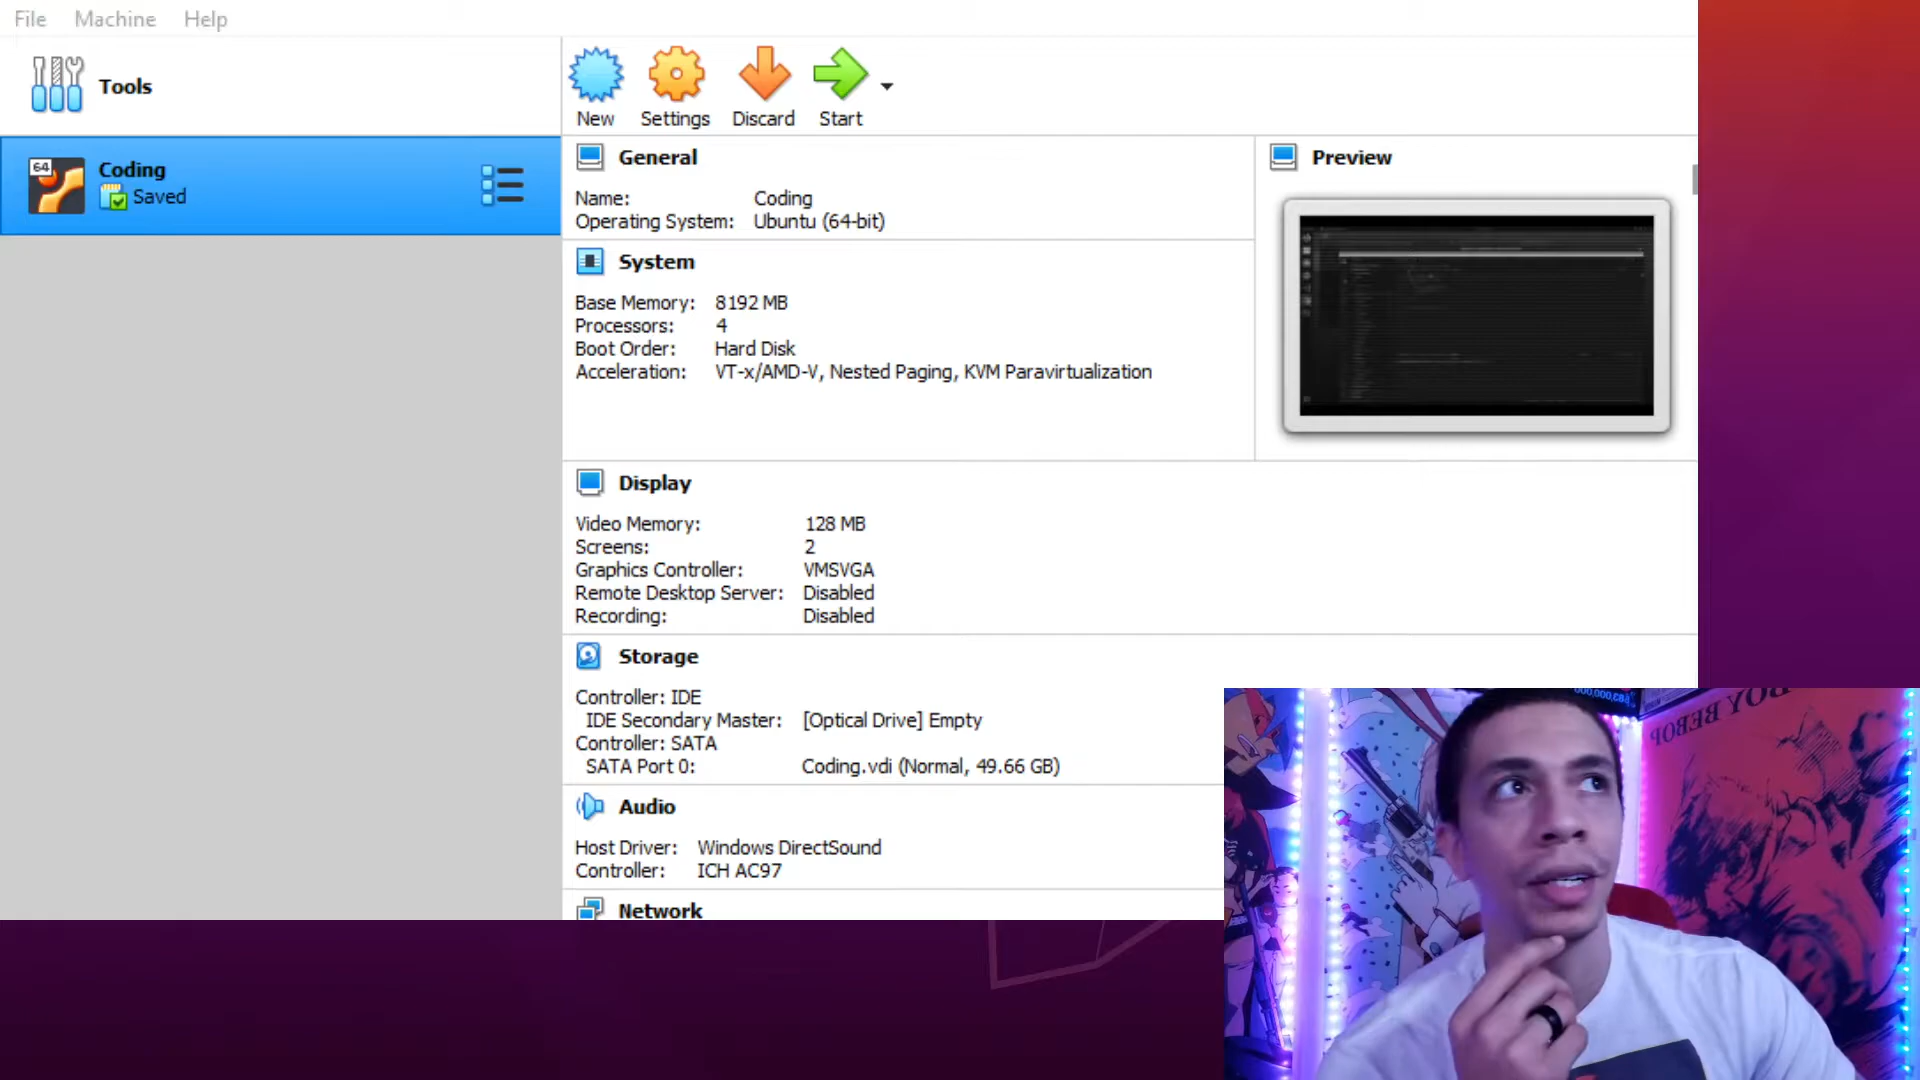 File Machine Help
Tools
New Settings Discard Start
64
Coding
Saved
General
Name: Coding
Operating System: Ubuntu (64-bit)
Preview
System
Base Memory: 8192 MB
Processors: 4
Boot Order: Hard Disk
Acceleration: VT-x/AMD-V, Nested Paging, KVM Paravirtualization
Display
Video Memory: 128 MB
Screens: 2
Graphics Controller: VMSVGA
Remote Desktop Server: Disabled
Recording: Disabled
Storage
Controller: IDE
IDE Secondary Master: [Optical Drive] Empty
Controller: SATA
SATA Port 0: Coding.vdi (Normal, 49.66 GB)
Audio
Host Driver: Windows DirectSound
Controller: ICH AC97
Network
BOY BEBOP